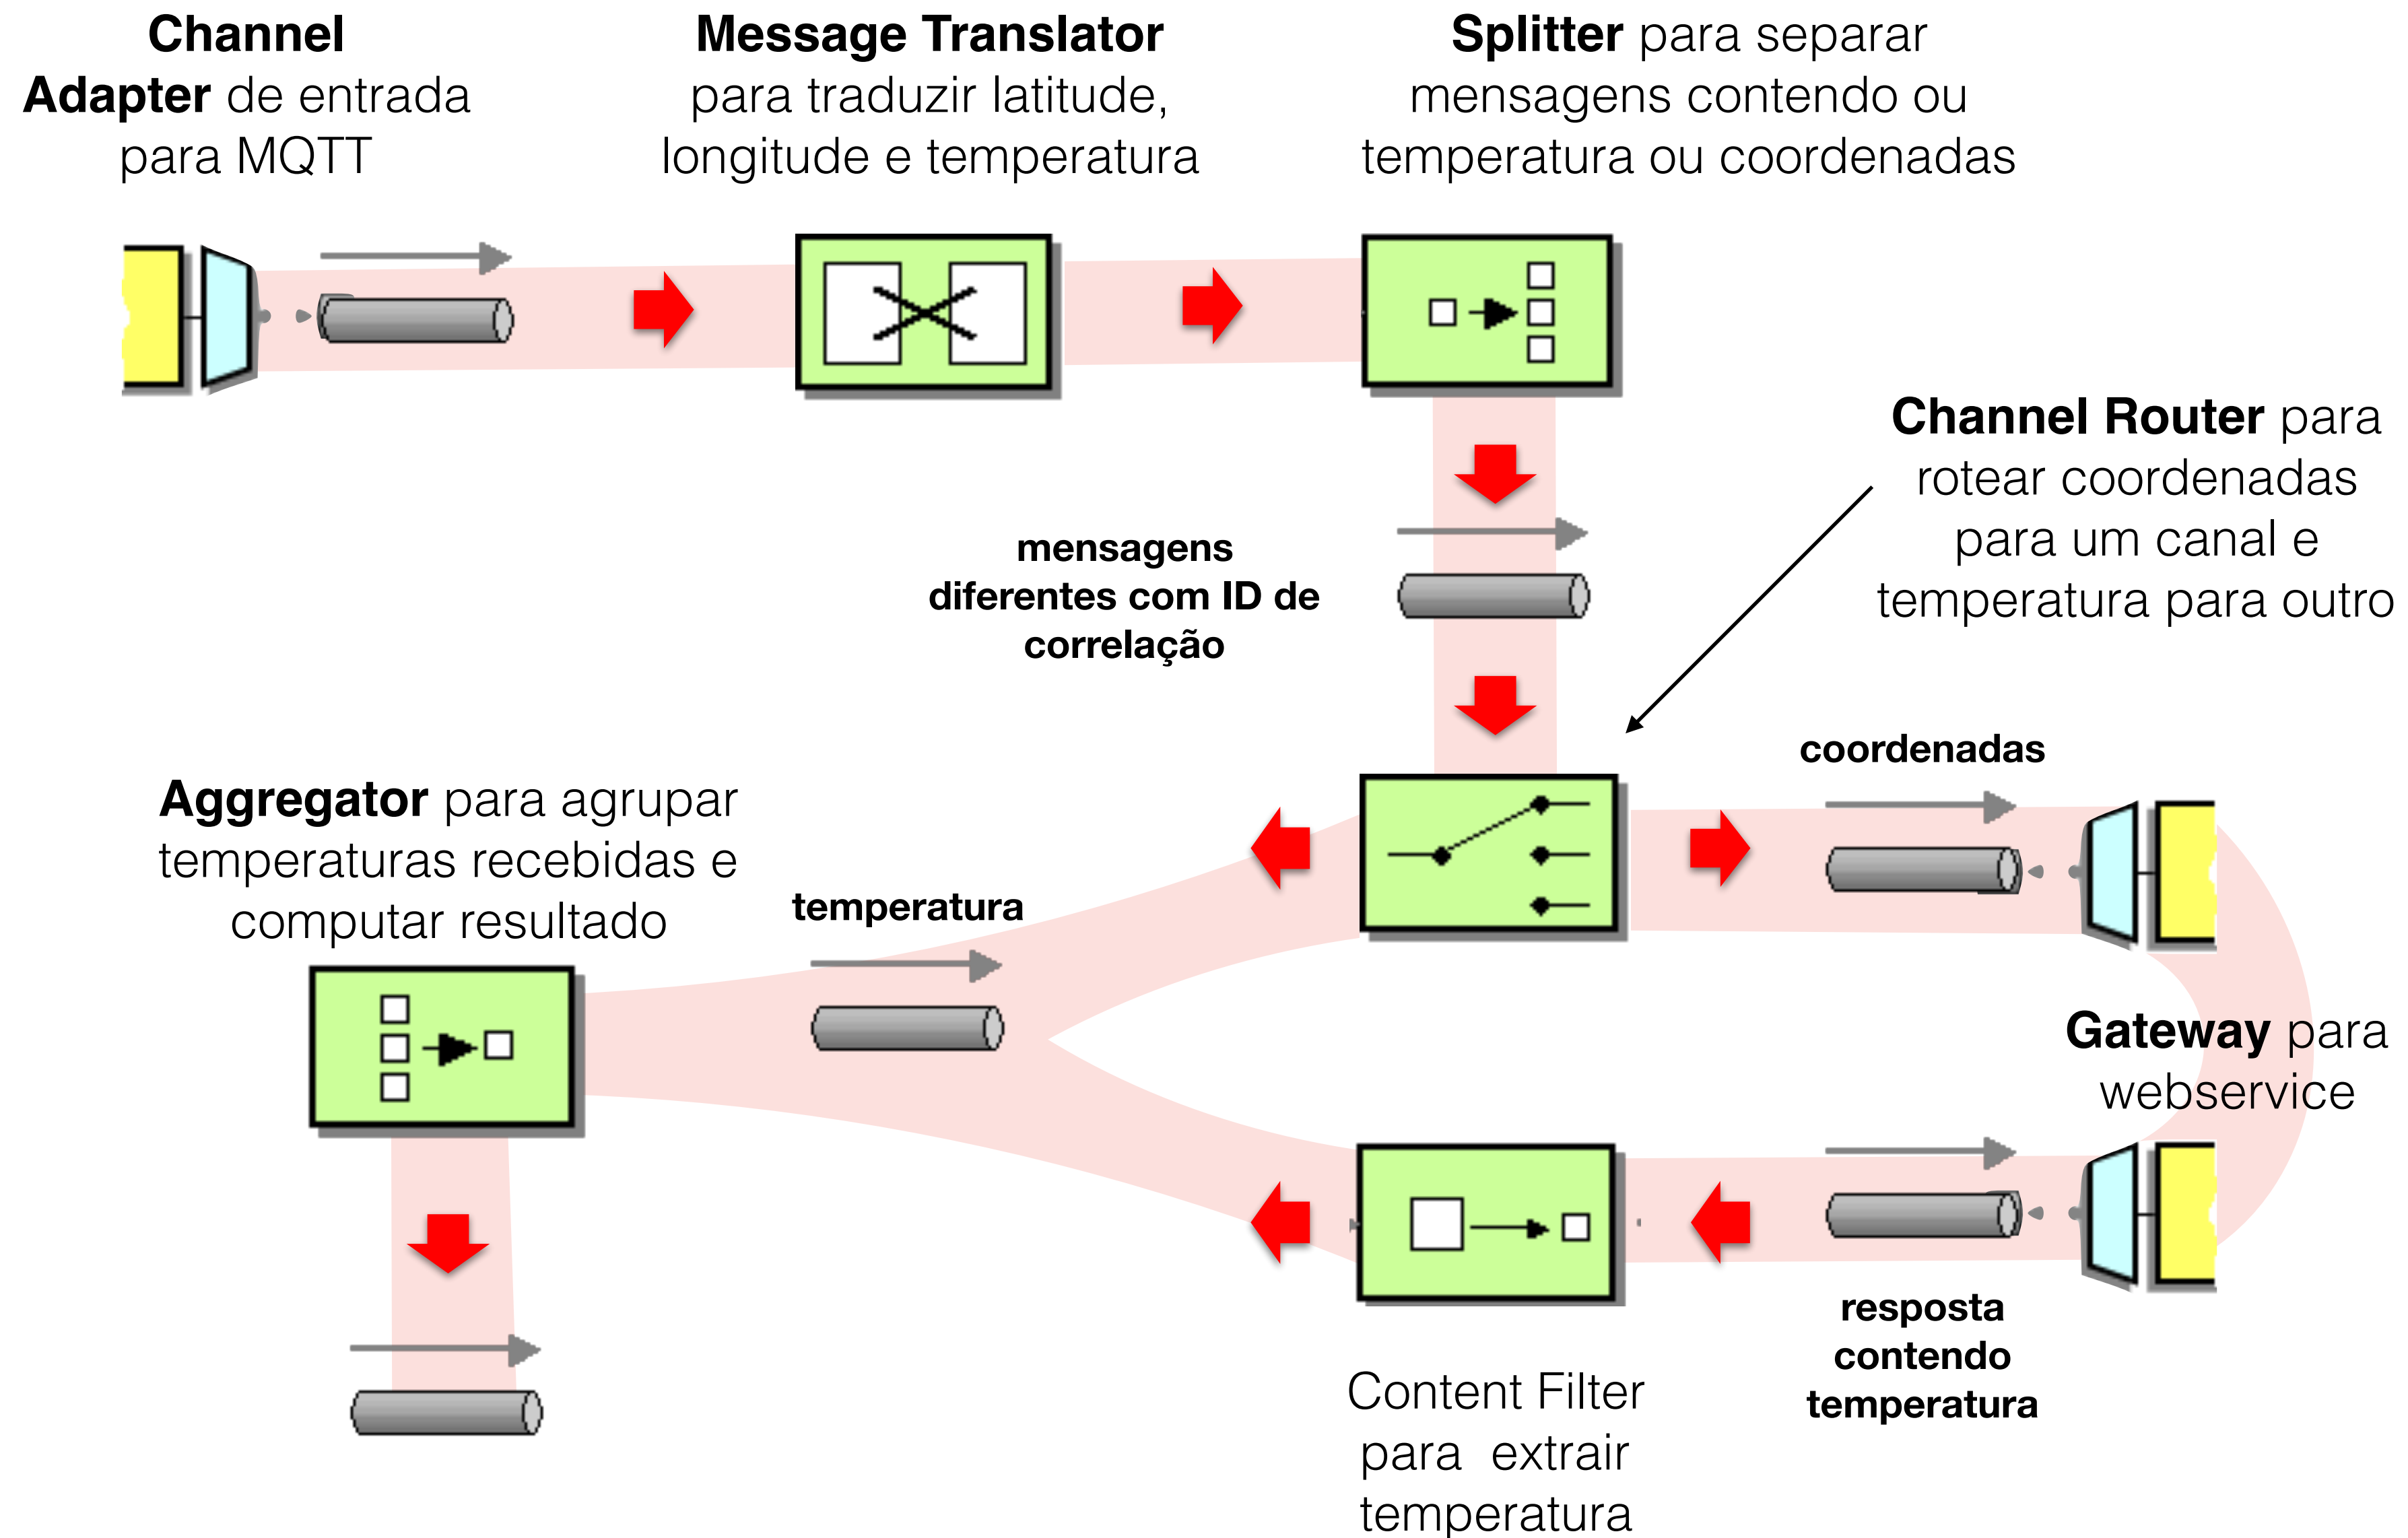 Channel
Adapter de entrada
para MQTT
Message Translator
para traduzir latitude,
longitude e temperatura
Splitter para separar
mensagens contendo ou
temperatura ou coordenadas
Channel Router para
rotear coordenadas
para um canal e
temperatura para outro
mensagens
diferentes com ID de
correlação
coordenadas
Aggregator para agrupar
temperaturas recebidas e
computar resultado
temperatura
Gateway para
webservice
resposta
contendo
temperatura
Content Filter
para  extrair
temperatura